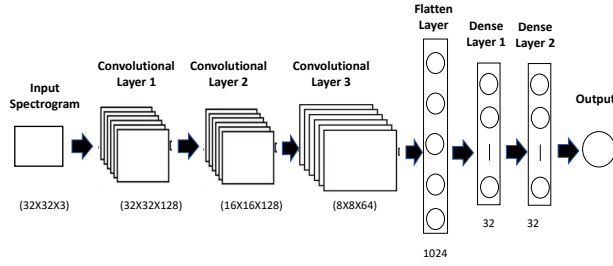 Input
Spectrogram
(32X32X3)
Convolutional
Layer 1
(32X32X128)
Convolutional
Layer 2
(16X16X128)
Convolutional
Layer 3
(8X8X64)
Flatten
Layer
1024
Dense
Layer 1
32
Dense
Layer 2
32
Output